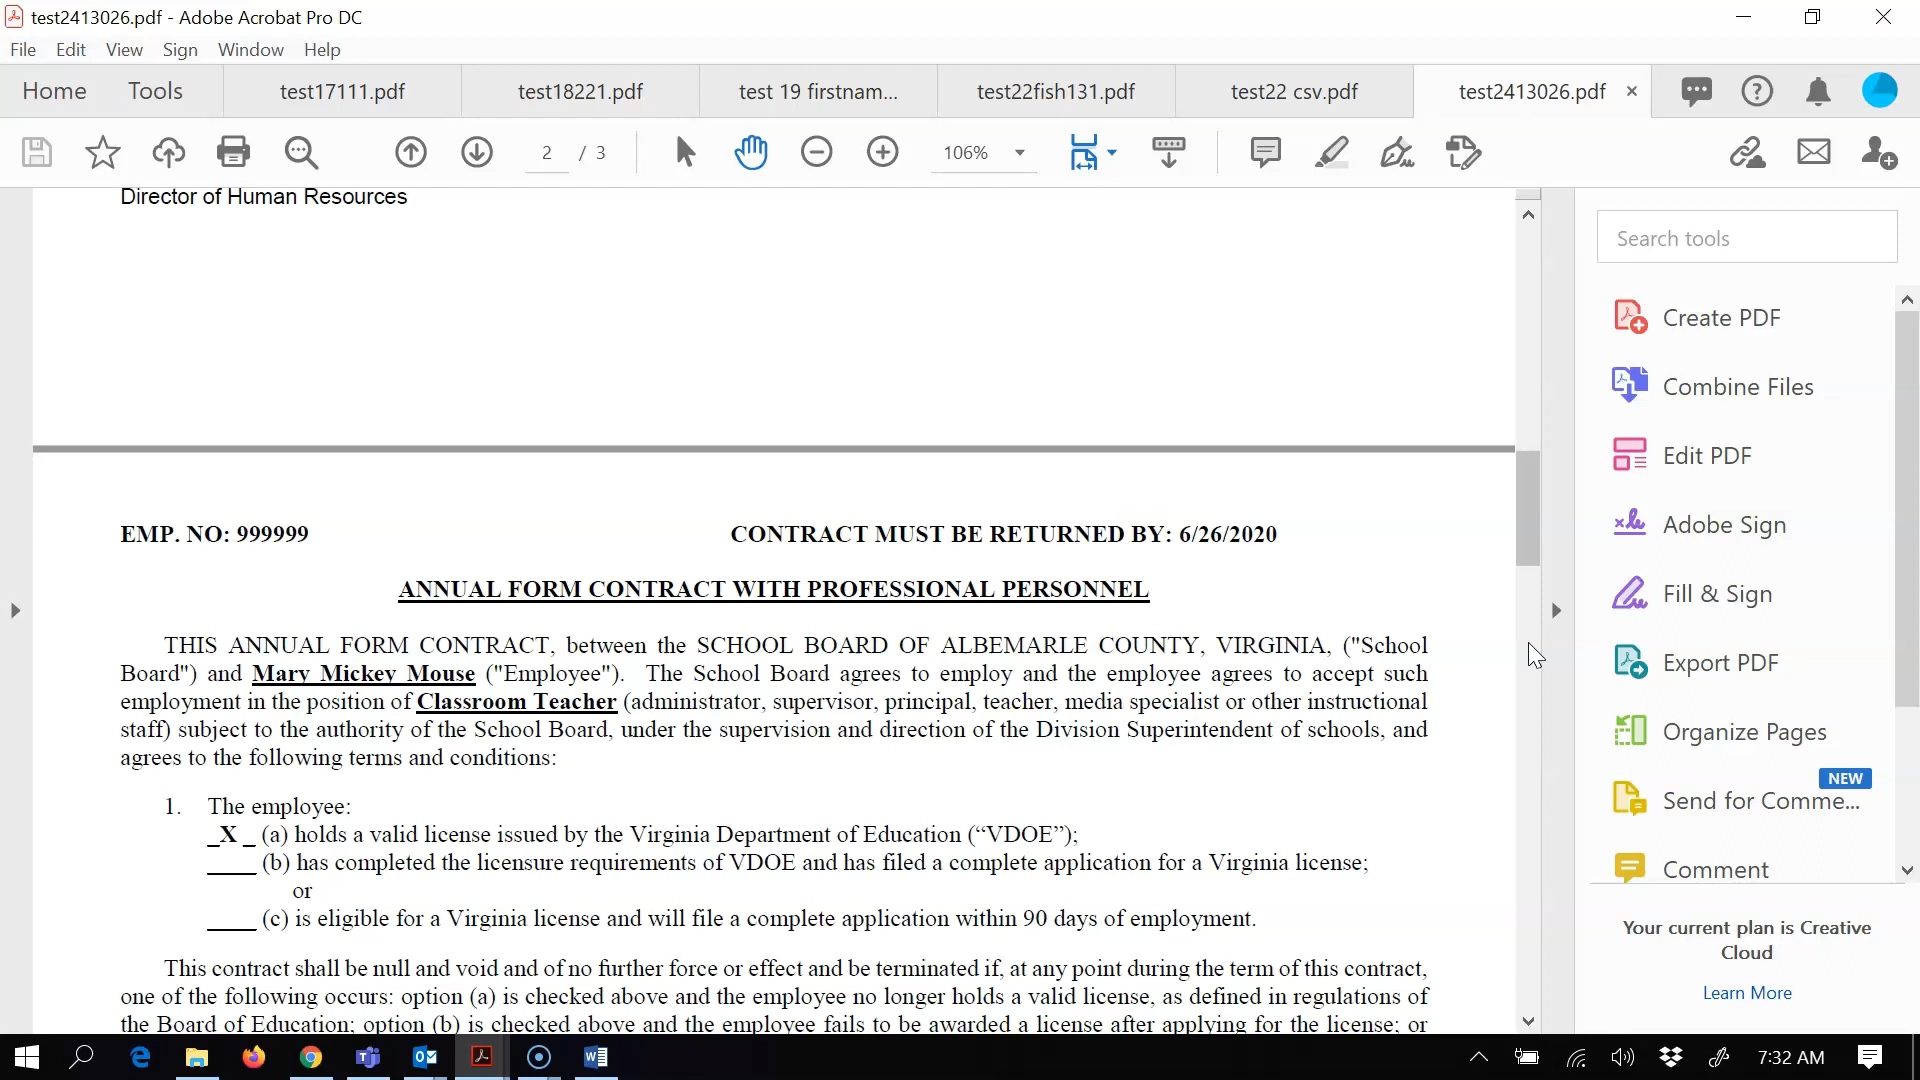 test2413026.pdf - Adobe Acrobat Pro DC
File Edit View Sign Window Help
Home Tools test17111.pdf test18221.pdf test 19 firstnam... test22fish131.pdf test22 csv.pdf test2413026.pdf
2 / 3 106%
Director of Human Resources
EMP. NO: 999999 CONTRACT MUST BE RETURNED BY: 6/26/2020
ANNUAL FORM CONTRACT WITH PROFESSIONAL PERSONNEL
THIS ANNUAL FORM CONTRACT, between the SCHOOL BOARD OF ALBEMARLE COUNTY, VIRGINIA, ("School
Board") and Mary Mickey Mouse ("Employee"). The School Board agrees to employ and the employee agrees to accept such
employment in the position of Classroom Teacher (administrator, supervisor, principal, teacher, media specialist or other instructional
staff) subject to the authority of the School Board, under the supervision and direction of the Division Superintendent of schools, and
agrees to the following terms and conditions:
1. The employee:
_X _ (a) holds a valid license issued by the Virginia Department of Education (“VDOE”);
____ (b) has completed the licensure requirements of VDOE and has filed a complete application for a Virginia license;
or
____ (c) is eligible for a Virginia license and will file a complete application within 90 days of employment.
This contract shall be null and void and of no further force or effect and be terminated if, at any point during the term of this contract,
one of the following occurs: option (a) is checked above and the employee no longer holds a valid license, as defined in regulations of
the Board of Education; option (b) is checked above and the employee fails to be awarded a license after applying for the license; or
Search tools
Create PDF
Combine Files
Edit PDF
Adobe Sign
Fill & Sign
Export PDF
Organize Pages
NEW
Send for Comme...
Comment
Your current plan is Creative
Cloud
Learn More
7:32 AM